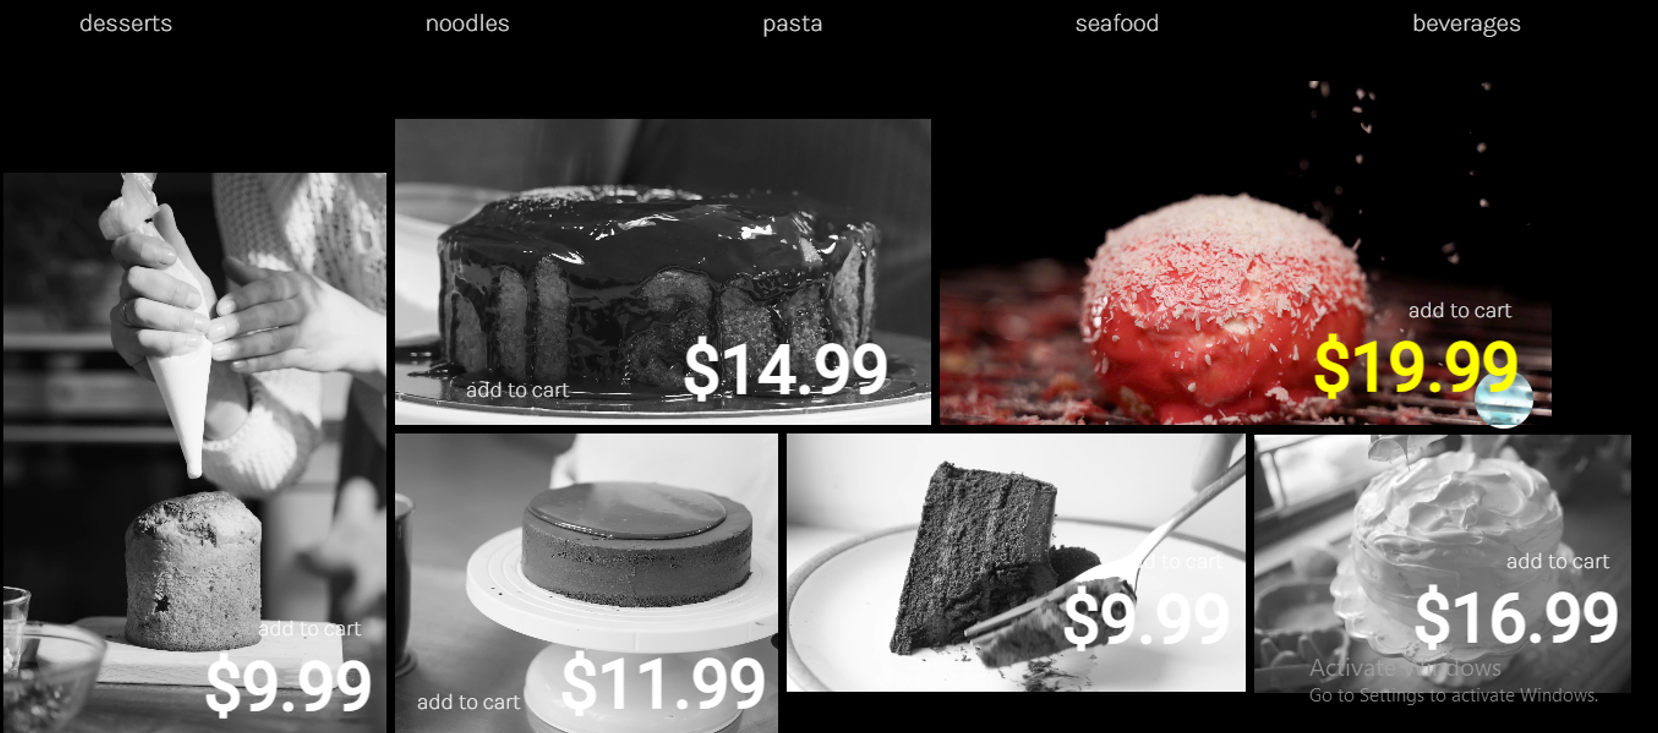 desserts
noodles
pasta
seafood
beverages
add to cart
$14.99
add to cart
$19.99
add to cart
$9.99
add to cart
$11.99
add to cart
$9.99
add to cart
$16.99
Activate Windows
Go to Settings to activate Windows.